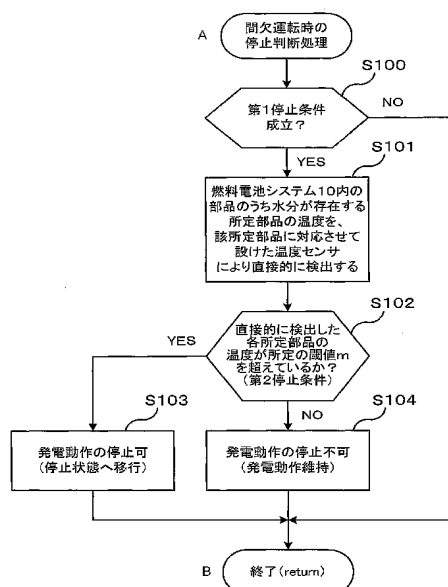 A
間欠運転時の
停止判断処理
S100
第1停止条件
成立?
NO
YES
S101
燃料電池システム10内の
部品のうち水分が存在する
所定部品の温度を、
該所定部品に対応させて
設けた温度センサ
により直接的に検出する
S102
直接的に検出した
各所定部品の
温度が所定の閾値m
を超えているか?
(第2停止条件)
YES
NO
S103
発電動作の停止可
(停止状態へ移行)
S104
発電動作の停止不可
(発電動作維持)
B
終了(return)